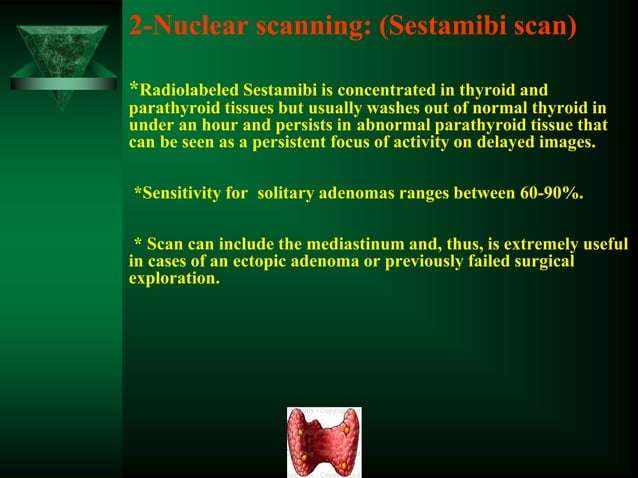 2-Nuclear scanning: (Sestamibi scan)
*Radiolabeled Sestamibi is concentrated in thyroid and
parathyroid tissues but usually washes out of normal thyroid in
under an hour and persists in abnormal parathyroid tissue that
can be seen as a persistent focus of activity on delayed images.
*Sensitivity for solitary adenomas ranges between 60-90%.
* Scan can include the mediastinum and, thus, is extremely useful
in cases of an ectopic adenoma or previously failed surgical
exploration.